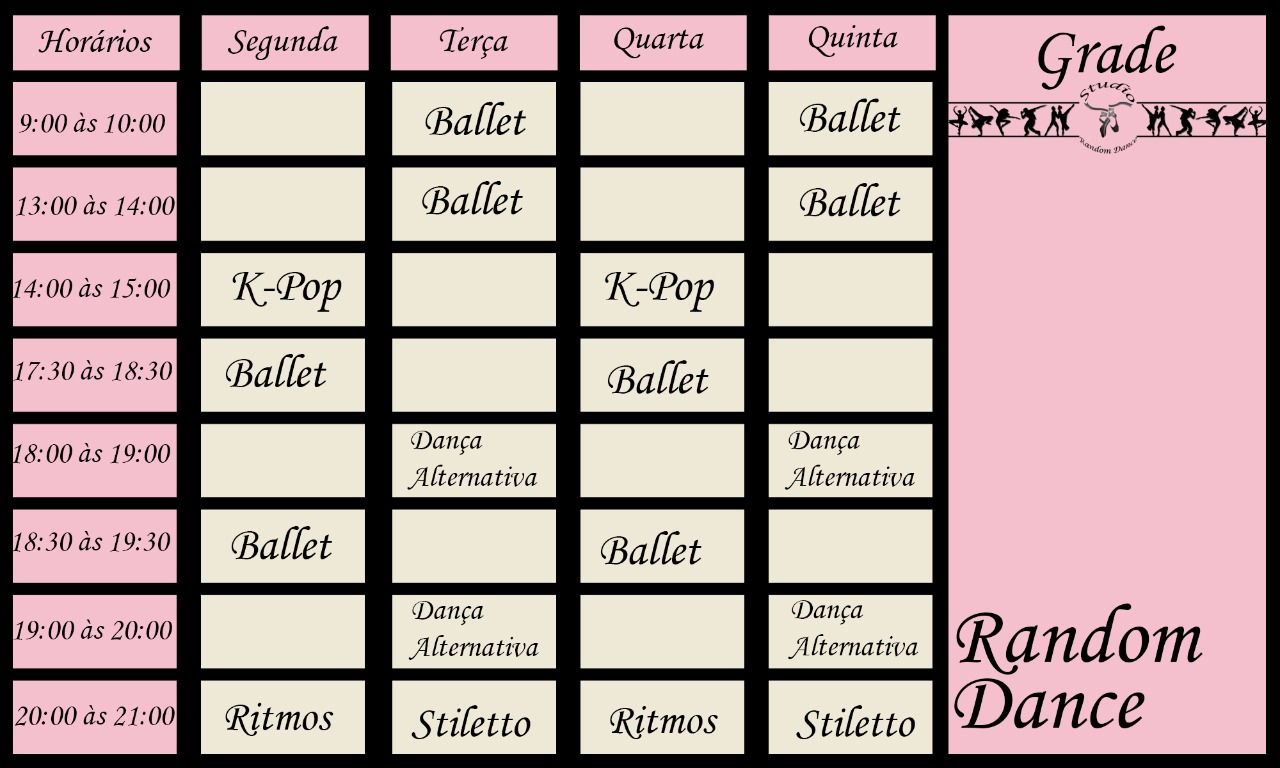 Horários Segunda Terça Quarta Quinta
9:00 às 10:00 Ballet Ballet
13:00 às 14:00 Ballet Ballet
14:00 às 15:00 K-Pop K-Pop
17:30 às 18:30 Ballet Ballet
18:00 às 19:00 Dança Alternativa Dança Alternativa
18:30 às 19:30 Ballet Ballet
19:00 às 20:00 Dança Alternativa Dança Alternativa
20:00 às 21:00 Ritmos Stiletto Ritmos Stiletto
Grade
Studio
Random Dance
Random
Dance